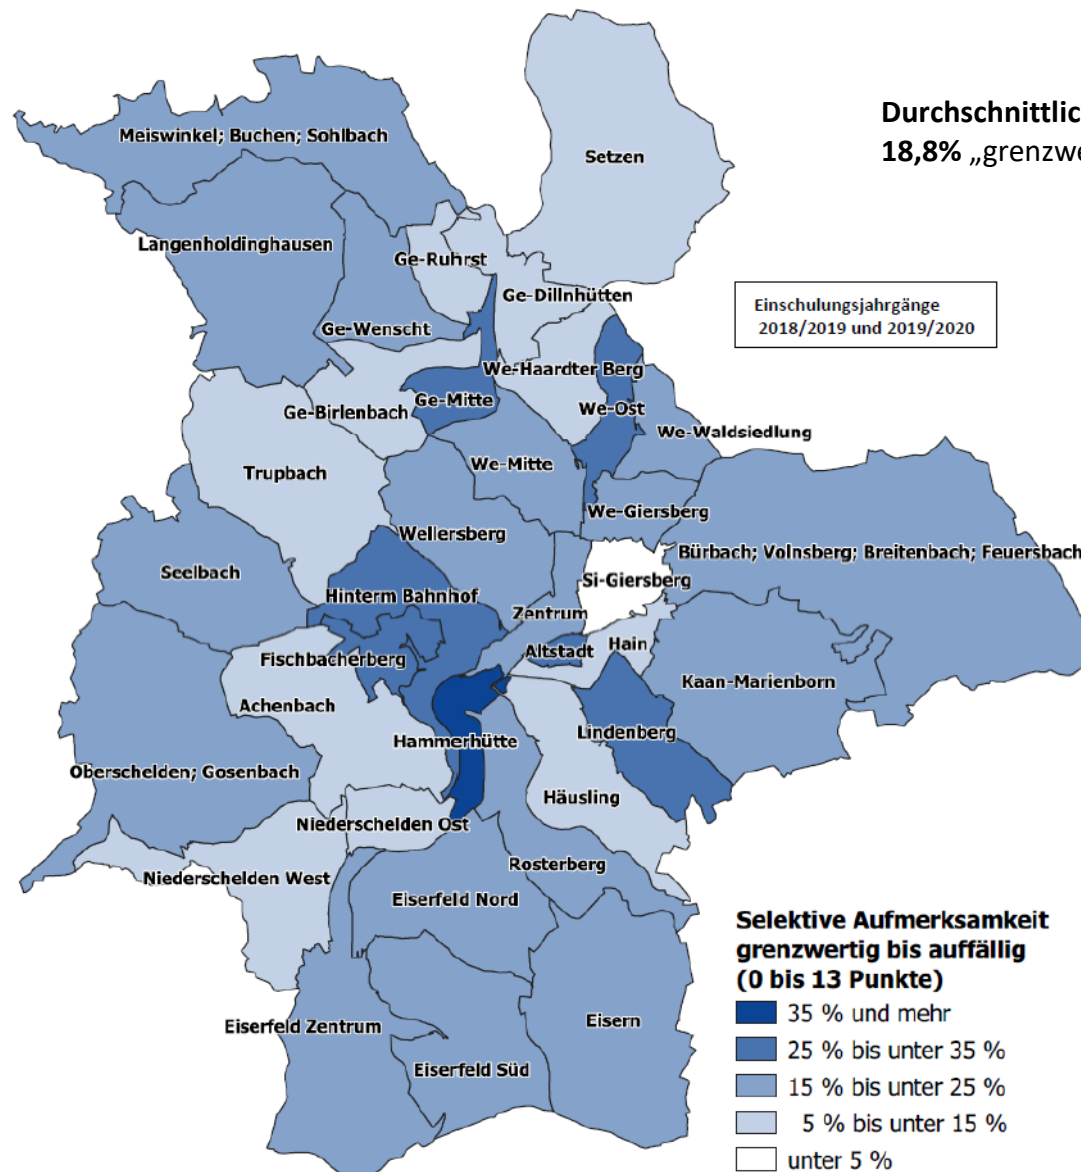 Durchschnittlic
18,8% „grenzwe
Meiswinkel; Buchen; Sohlbach
Setzen
Langenholdinghausen
Ge-Ruhrst
Ge-Dillnhütten
Einschulungsjahrgänge
2018/2019 und 2019/2020
Ge-Wenscht
We-Haardter Berg
Ge-Mitte
Ge-Birlenbach
We-Ost
We-Waldsiedlung
We-Mitte
Trupbach
We-Giersberg
Wellersberg
Bürbach; Volnsberg; Breitenbach; Feuersbach
Seelbach
Si-Giersberg
Hinterm Bahnhof
Zentrum
Hain
Altstadt
Fischbacherberg
Kaan-Marienborn
Achenbach
Lindenberg
Hammerhütte
Oberschelden; Gosenbach
Häusling
Niederschelden Ost
Rosterberg
Niederschelden West
Eiserfeld Nord
Selektive Aufmerksamkeit
grenzwertig bis auffällig
(0 bis 13 Punkte)
35 % und mehr
25 % bis unter 35 %
15 % bis unter 25 %
5 % bis unter 15 %
unter 5 %
Eisern
Eiserfeld Zentrum
Eiserfeld Süd